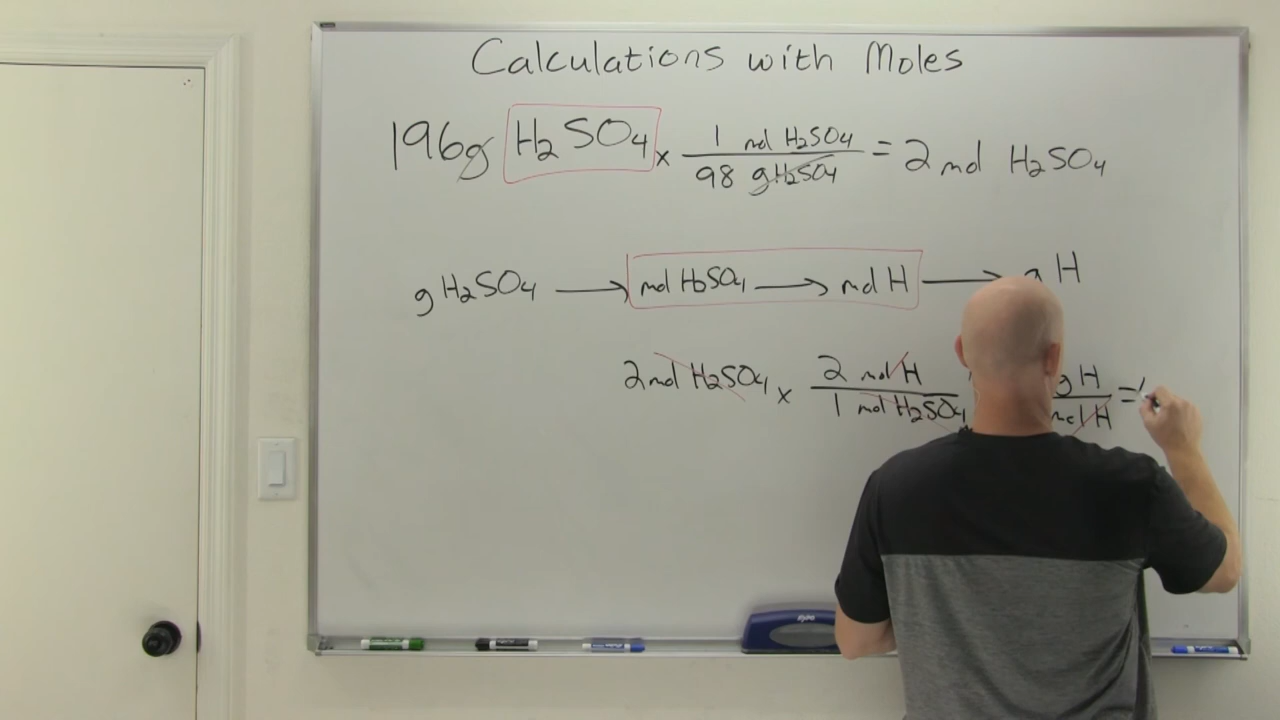 Calculations with Moles
196g H₂SO₄ × 1 mol H₂SO₄ / 98 g H₂SO₄ = 2 mol H₂SO₄
g H₂SO₄ → mol H₂SO₄ → mol H → g H
2 mol H₂SO₄ × 2 mol H / 1 mol H₂SO₄ g H / mol H =
EXPO